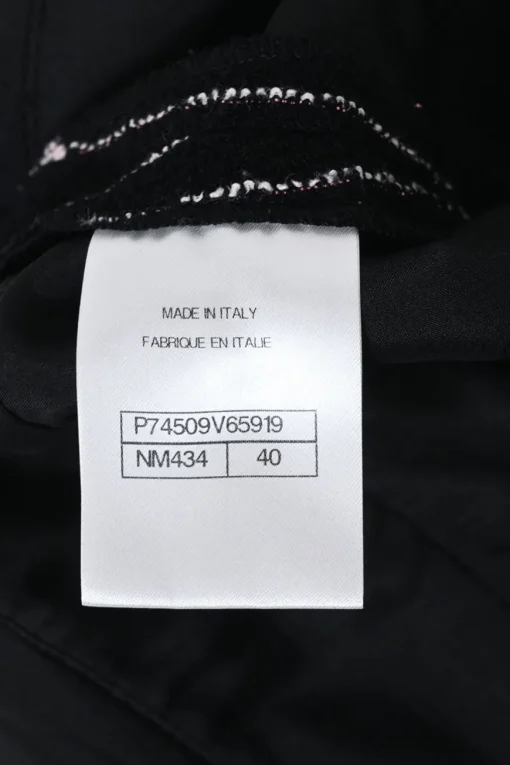 MADE IN ITALY
FABRIQUE EN ITALIE
P74509V65919
NM434 40